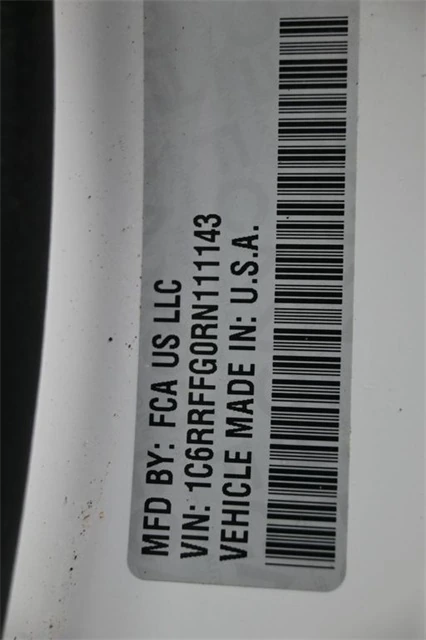 MFD BY: FCA US LLC
VIN: 1C6RRFFG0RN111143
VEHICLE MADE IN: U.S.A.